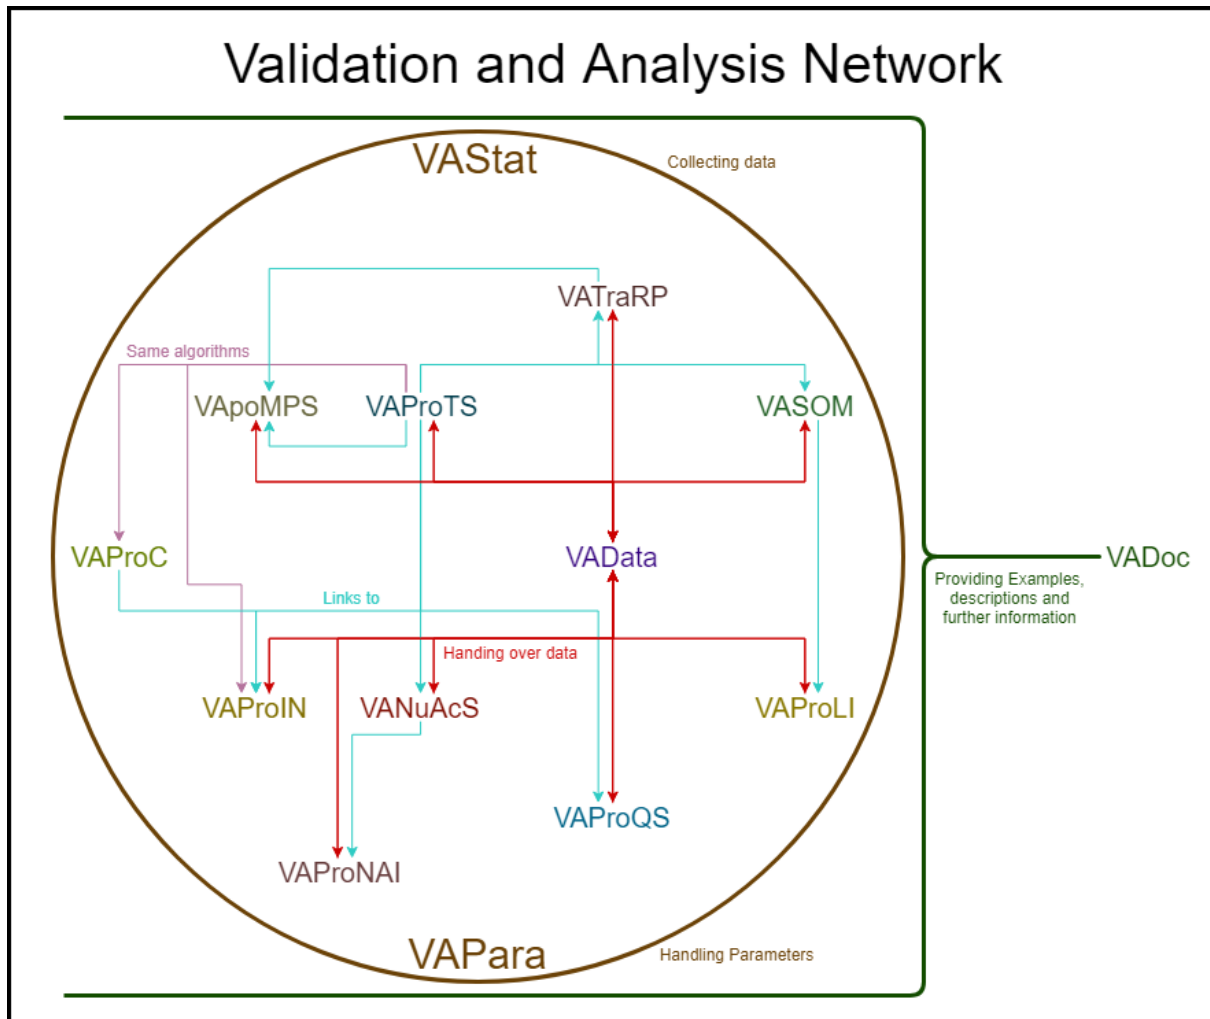 Validation and Analysis Network
VAStat
Collecting data
VATraRP
Same algorithms
VApoMPS
VAProTS
VASOM
VAProC
VAData
VADoc
Providing Examples,
descriptions and
further information
Links to
Handing over data
VAProIN
VANuAcS
VAProLI
VAProQS
VAProNAI
VAPara
Handling Parameters